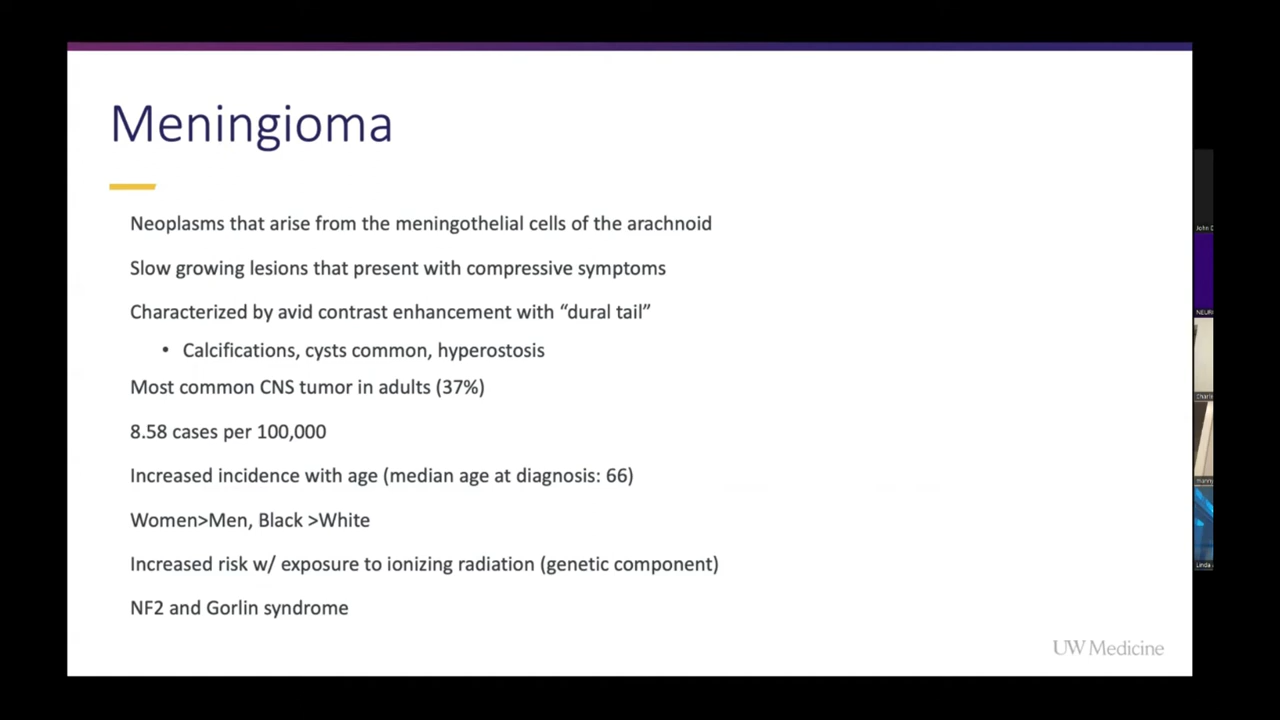 Meningioma
Neoplasms that arise from the meningothelial cells of the arachnoid
Slow growing lesions that present with compressive symptoms
Characterized by avid contrast enhancement with “dural tail”
• Calcifications, cysts common, hyperostosis
Most common CNS tumor in adults (37%)
8.58 cases per 100,000
Increased incidence with age (median age at diagnosis: 66)
Women>Men, Black >White
Increased risk w/ exposure to ionizing radiation (genetic component)
NF2 and Gorlin syndrome
UW Medicine
John D
Linda